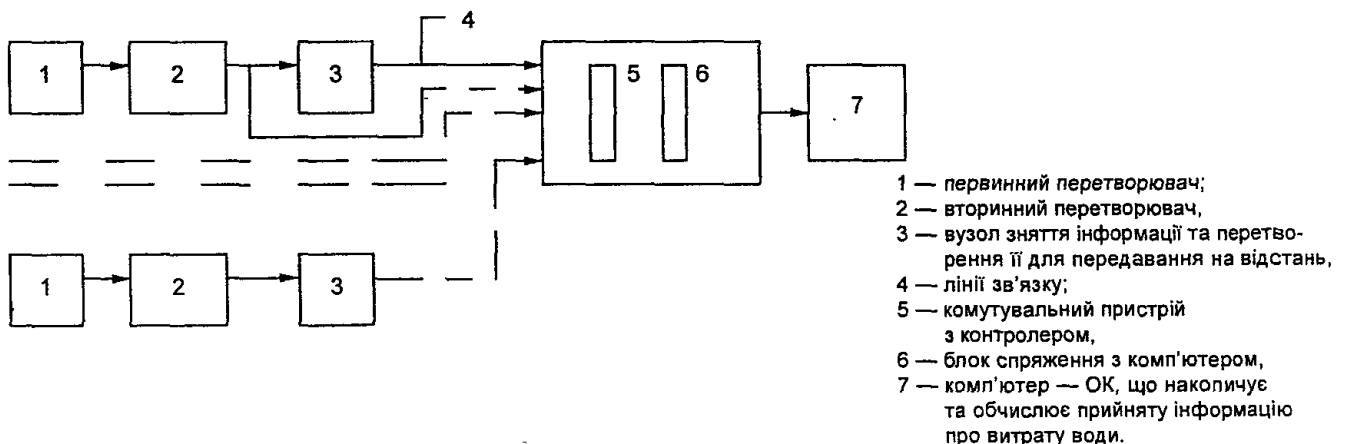 4
1
2
3
5
6
7
1
2
3
1 — первинний перетворювач;
2 — вторинний перетворювач,
3 — вузол зняття інформації та перетво-
рення її для передавання на відстань,
4 — лінії зв'язку;
5 — комутувальний пристрій
з контролером,
6 — блок спряження з комп'ютером,
7 — комп'ютер — ОК, що накопичує
та обчислює прийняту інформацію
про витрату води.